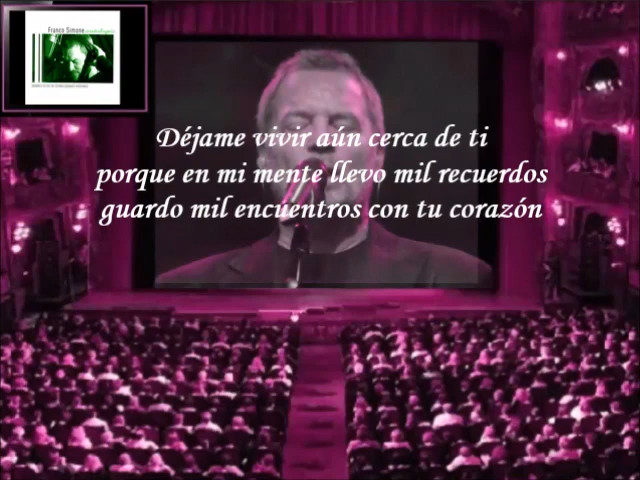 Franco Simone
Déjame vivir aún cerca de ti
porque en mi mente llevo mil recuerdos
guardo mil encuentros con tu corazón